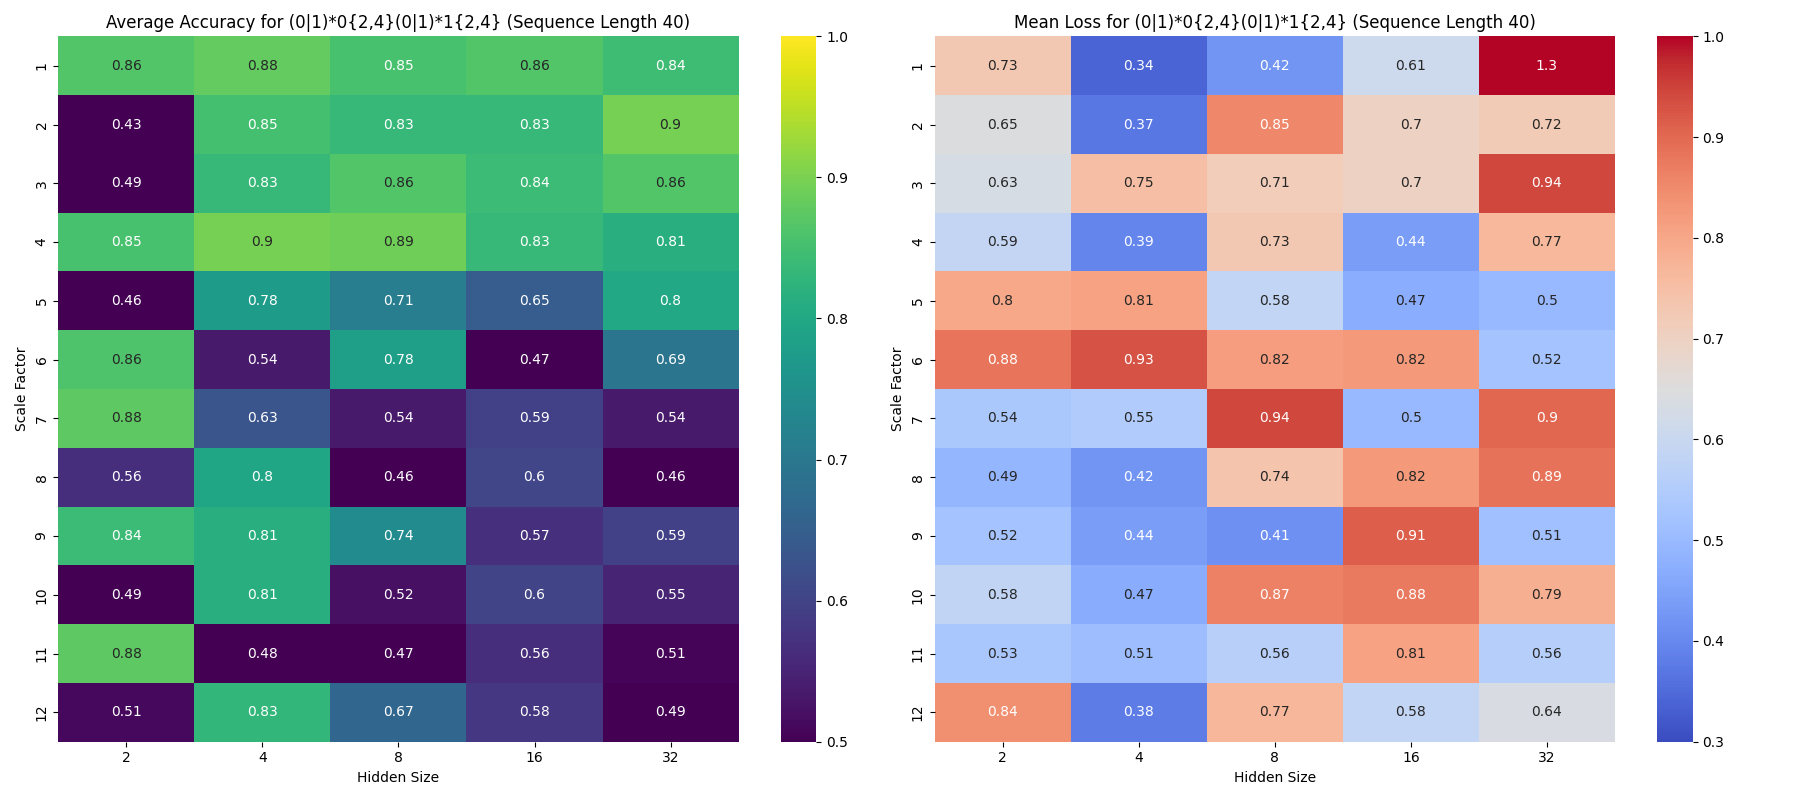 Average Accuracy for (0|1)*0{2,4}(0|1)*1{2,4} (Sequence Length 40)
1 0.86 0.88 0.85 0.86 0.84
2 0.43 0.85 0.83 0.83 0.9
3 0.49 0.83 0.86 0.84 0.86
4 0.85 0.9 0.89 0.83 0.81
5 0.46 0.78 0.71 0.65 0.8
6 0.86 0.54 0.78 0.47 0.69
7 0.88 0.63 0.54 0.59 0.54
8 0.56 0.8 0.46 0.6 0.46
9 0.84 0.81 0.74 0.57 0.59
10 0.49 0.81 0.52 0.6 0.55
11 0.88 0.48 0.47 0.56 0.51
12 0.51 0.83 0.67 0.58 0.49
2 4 8 16 32
Hidden Size
Scale Factor
1.0
0.9
0.8
0.7
0.6
0.5
Mean Loss for (0|1)*0{2,4}(0|1)*1{2,4} (Sequence Length 40)
1 0.73 0.34 0.42 0.61 1.3
2 0.65 0.37 0.85 0.7 0.72
3 0.63 0.75 0.71 0.7 0.94
4 0.59 0.39 0.73 0.44 0.77
5 0.8 0.81 0.58 0.47 0.5
6 0.88 0.93 0.82 0.82 0.52
7 0.54 0.55 0.94 0.5 0.9
8 0.49 0.42 0.74 0.82 0.89
9 0.52 0.44 0.41 0.91 0.51
10 0.58 0.47 0.87 0.88 0.79
11 0.53 0.51 0.56 0.81 0.56
12 0.84 0.38 0.77 0.58 0.64
2 4 8 16 32
Hidden Size
Scale Factor
1.0
0.9
0.8
0.7
0.6
0.5
0.4
0.3